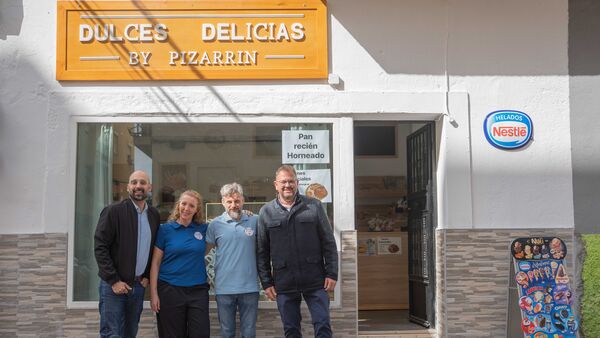 DULCES DELICIAS
BY PIZARRIN
Pan
recién
Horneado
HELADOS
Nestlé